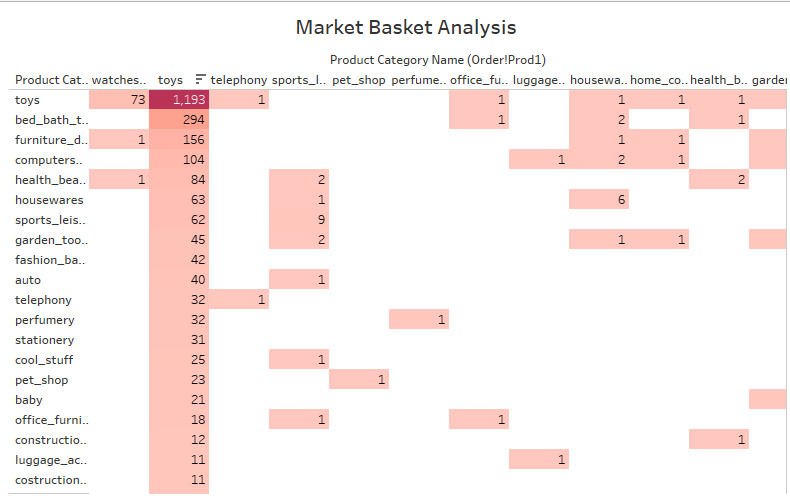 Market Basket Analysis
Product Category Name (Order!Prod1)
Product Cat.. watches.. toys telephony sports_l.. pet_shop perfume.. office_fu.. luggage.. housewa.. home_co.. health_b.. garden
toys 73 1,193 1 1 1 1 1
bed_bath_t.. 294 1 2 1
furniture_d.. 1 156 1 1
computers.. 104 1 2 1
health_bea.. 1 84 2 2
housewares 63 1 6
sports_leis.. 62 9
garden_too.. 45 2 1 1
fashion_ba.. 42
auto 40 1
telephony 32 1
perfumery 32 1
stationery 31
cool_stuff 25 1
pet_shop 23 1
baby 21
office_furni.. 18 1 1
constructio.. 12 1
luggage_ac.. 11 1
costruction.. 11